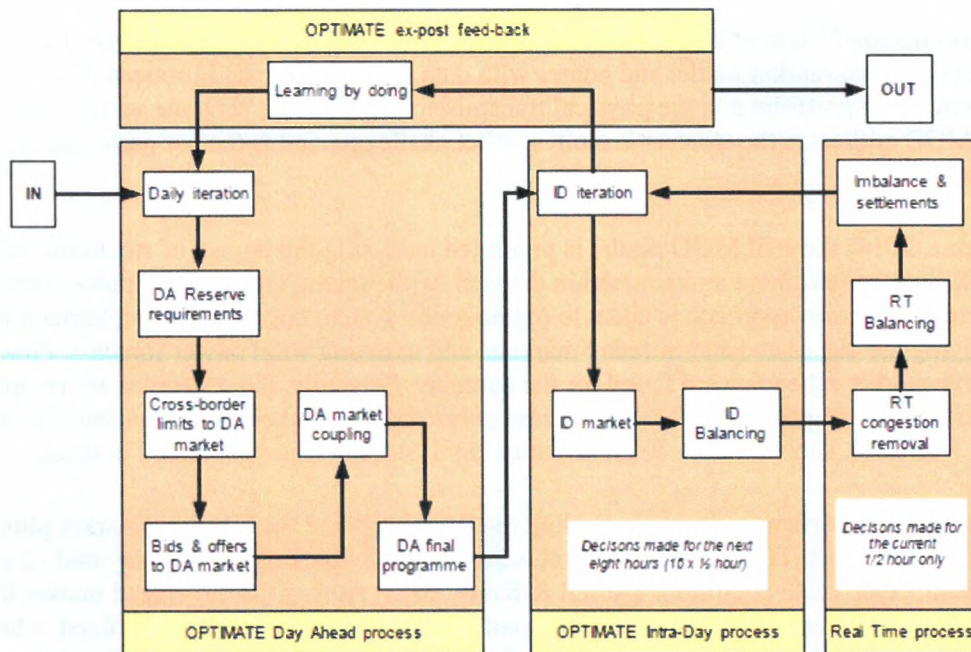 OPTIMATE ex-post feed-back
Learning by doing
OUT
IN
Daily iteration
ID iteration
Imbalance &
settlements
DA Reserve
requirements
RT
Balancing
Cross-border
limits to DA
market
DA market
coupling
ID market
ID
Balancing
RT
congestion
removal
Bids & offers
to DA market
DA final
programme
Decisons made for the next
eight hours (16 x ½ hour)
Decisons made for
the current
1/2 hour only
OPTIMATE Day Ahead process
OPTIMATE Intra-Day process
Real Time process